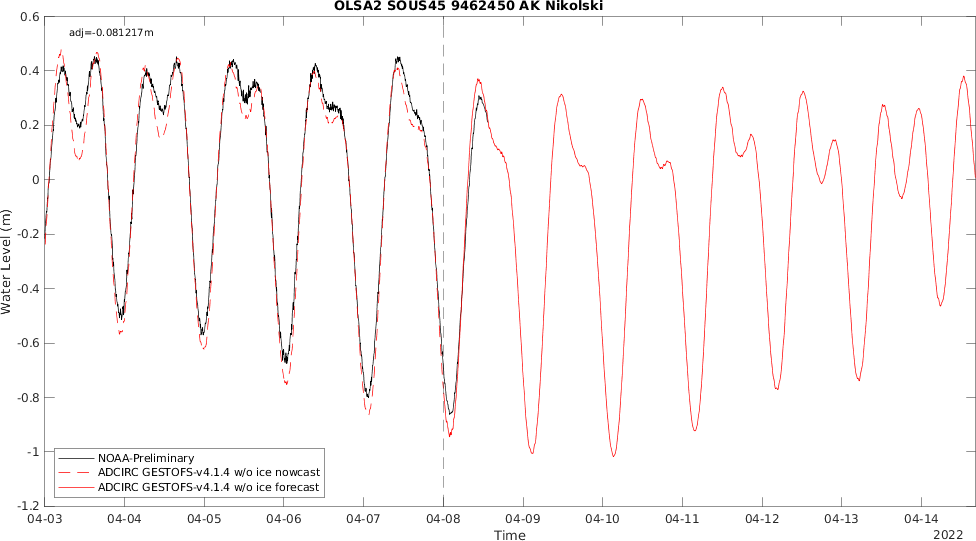 OLSA2 SOUS45 9462450 AK Nikolski
adj=-0.081217m
0.6
0.4
0.2
0
-0.2
-0.4
-0.6
-0.8
-1
-1.2
Water Level (m)
NOAA-Preliminary
ADCIRC GESTOFS-v4.1.4 w/o ice nowcast
ADCIRC GESTOFS-v4.1.4 w/o ice forecast
04-03 04-04 04-05 04-06 04-07 04-08 04-09 04-10 04-11 04-12 04-13 04-14
Time
2022